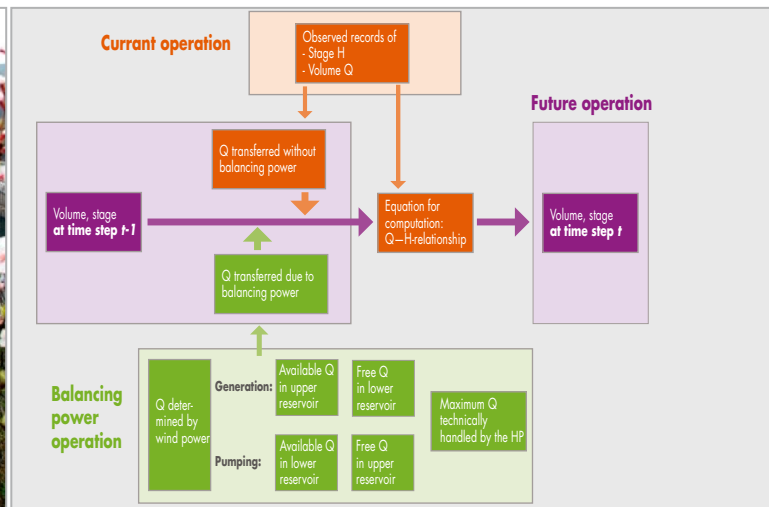 Currant operation
Observed records of
- Stage H
- Volume Q
Future operation
Q transferred without
balancing power
Volume, stage
at time step t-1
Equation for
computation:
Q—H-relationship
Volume, stage
at time step t
Q transferred due to
balancing power
Balancing
power
operation
Q deter-
mined by
wind power
Generation:
Available Q
in upper
reservoir
Free Q
in lower
reservoir
Pumping:
Available Q
in lower
reservoir
Free Q
in upper
reservoir
Maximum Q
technically
handled by the HP